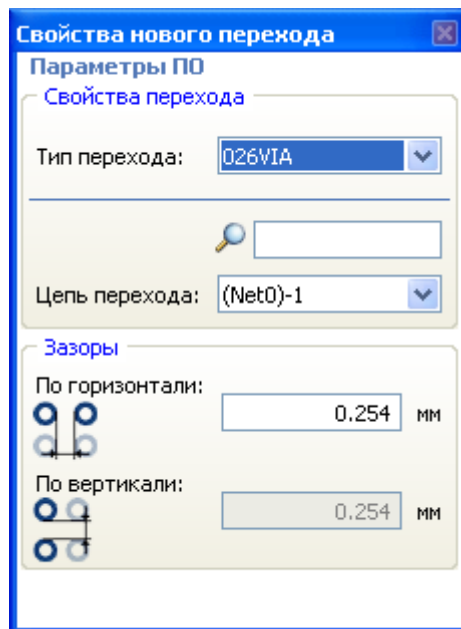 Свойства нового перехода
Параметры ПО
Свойства перехода
Тип перехода: 026VIA
Цепь перехода: (Net0)-1
Зазоры
По горизонтали:
0.254 мм
По вертикали:
0.254 мм